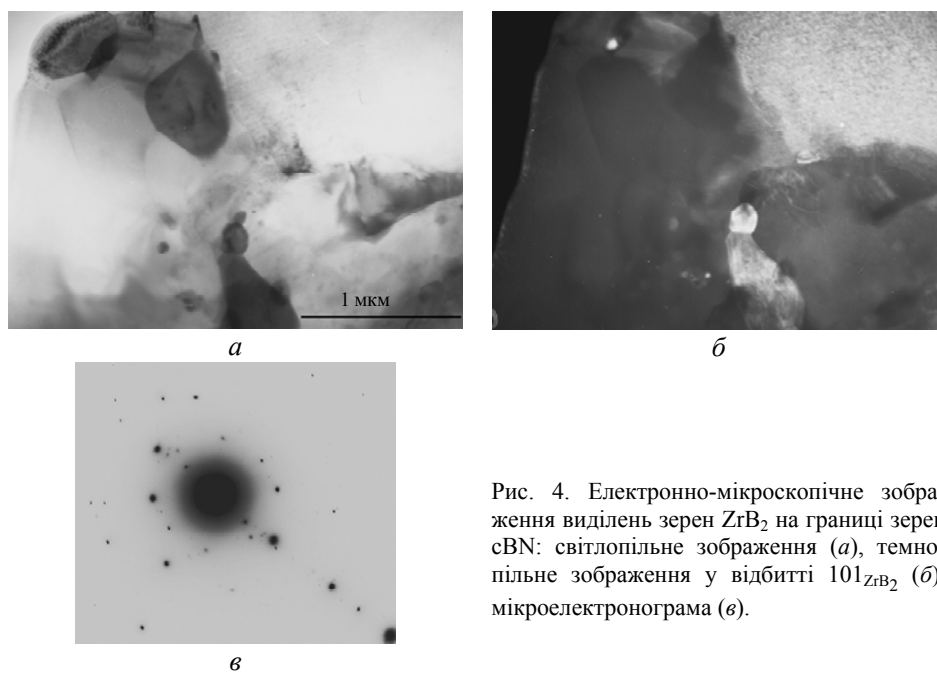 1 мкм
а
б
в
Рис. 4. Електронно-мікроскопічне зобра
ження виділень зерен ZrB₂ на границі зерен
cBN: світлопільне зображення (а), темно
пільне зображення у відбитті 101ZrB₂ (б)
мікроелектронограма (в).